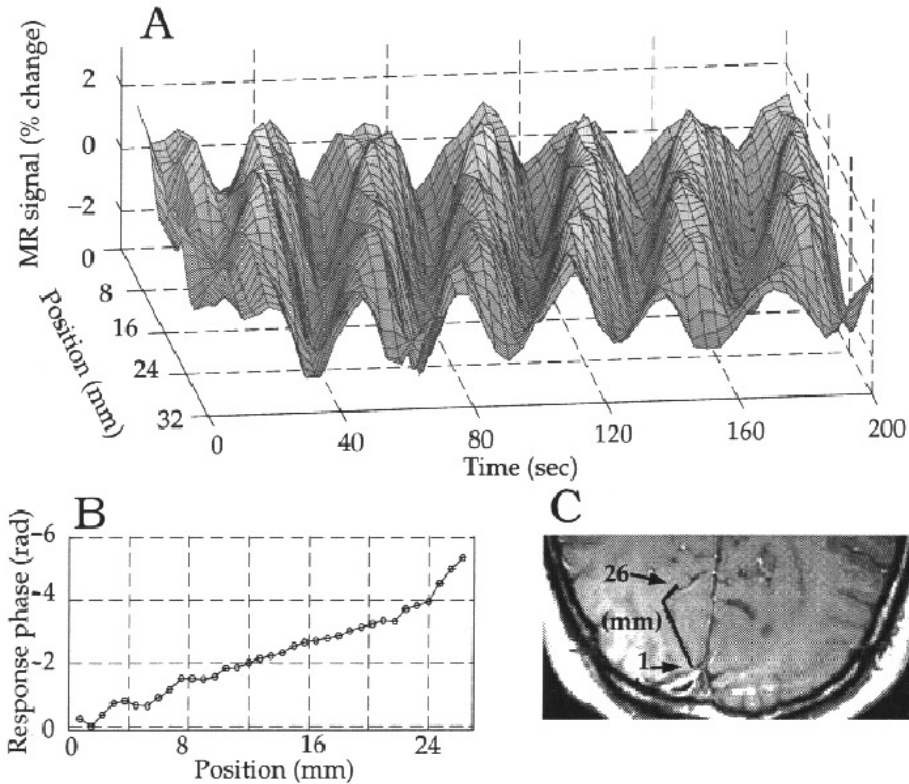 A
MR signal (% change)
2
0
−2
0
8
16
24
32
Position (mm)
0
40
80
120
160
200
Time (sec)
B
Response phase (rad)
−6
−4
−2
0
0
8
16
24
Position (mm)
C
26
(mm)
1